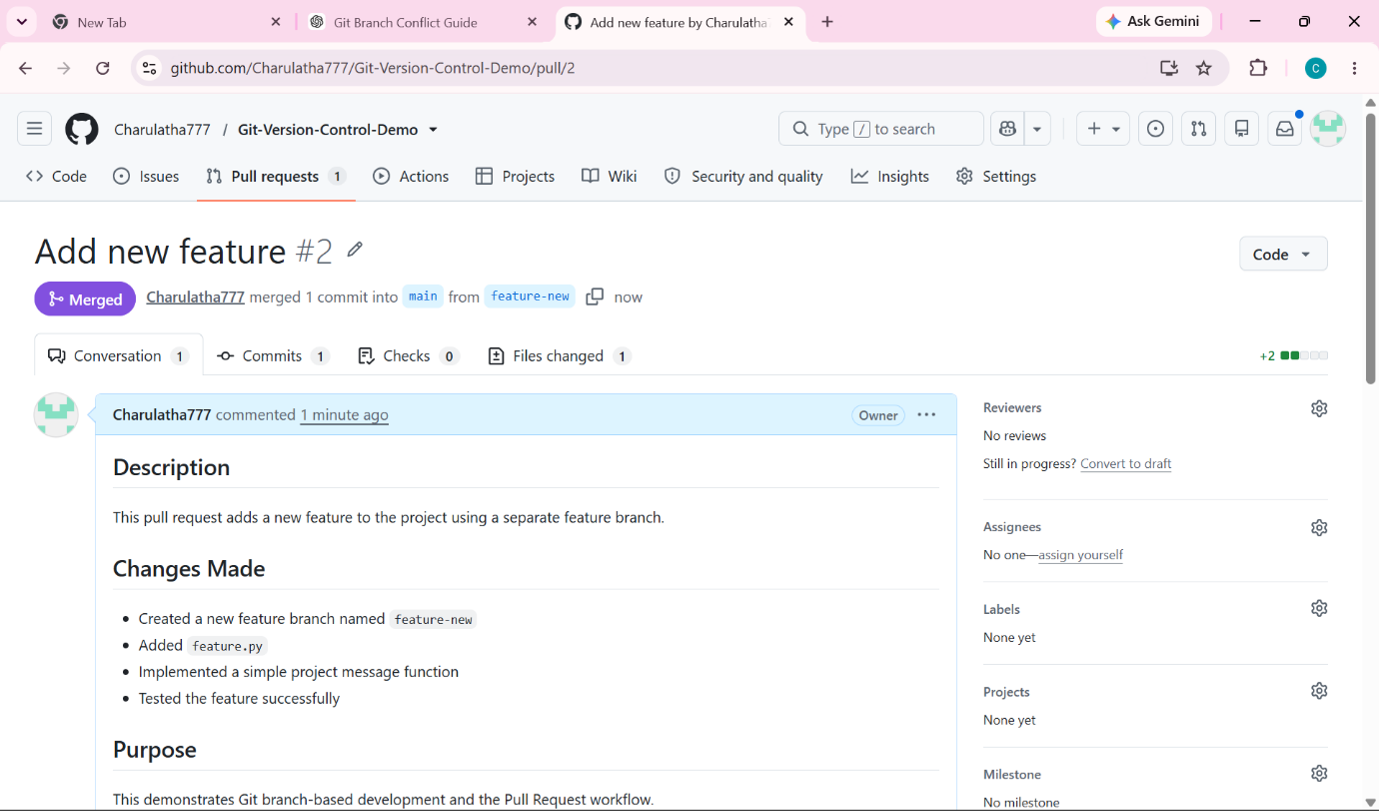 New Tab
Git Branch Conflict Guide
Add new feature by Charulatha
Ask Gemini
github.com/Charulatha777/Git-Version-Control-Demo/pull/2
C
Charulatha777 / Git-Version-Control-Demo
Type / to search
Code
Issues
Pull requests 1
Actions
Projects
Wiki
Security and quality
Insights
Settings
Add new feature #2
Code
Merged Charulatha777 merged 1 commit into main from feature-new now
Conversation 1
Commits 1
Checks 0
Files changed 1
+2
Charulatha777 commented 1 minute ago
Owner
Description
This pull request adds a new feature to the project using a separate feature branch.
Changes Made
• Created a new feature branch named feature-new
• Added feature.py
• Implemented a simple project message function
• Tested the feature successfully
Purpose
This demonstrates Git branch-based development and the Pull Request workflow.
Reviewers
No reviews
Still in progress? Convert to draft
Assignees
No one—assign yourself
Labels
None yet
Projects
None yet
Milestone
No milestone